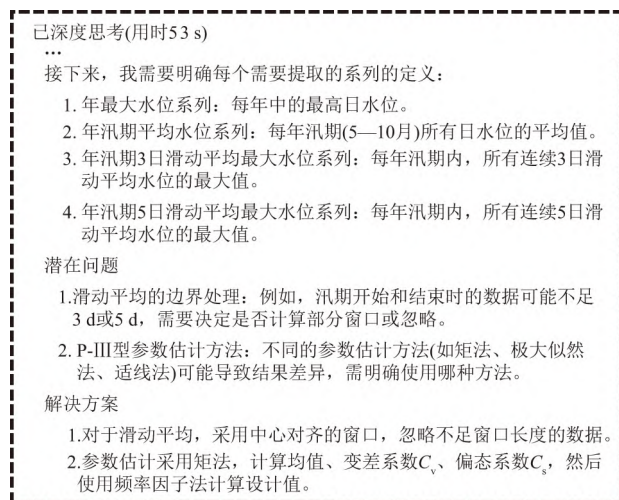 已深度思考(用时53 s)
…
接下来，我需要明确每个需要提取的系列的定义：
1. 年最大水位系列：每年中的最高日水位。
2. 年汛期平均水位系列：每年汛期(5—10月)所有日水位的平均值。
3. 年汛期3日滑动平均最大水位系列：每年汛期内，所有连续3日滑
动平均水位的最大值。
4. 年汛期5日滑动平均最大水位系列：每年汛期内，所有连续5日滑
动平均水位的最大值。
潜在问题
1.滑动平均的边界处理：例如，汛期开始和结束时的数据可能不足
3 d或5 d，需要决定是否计算部分窗口或忽略。
2. P-III型参数估计方法：不同的参数估计方法(如矩法、极大似然
法、适线法)可能导致结果差异，需明确使用哪种方法。
解决方案
1.对于滑动平均，采用中心对齐的窗口，忽略不足窗口长度的数据。
2.参数估计采用矩法，计算均值、变差系数Cv、偏态系数Cs，然后
使用频率因子法计算设计值。